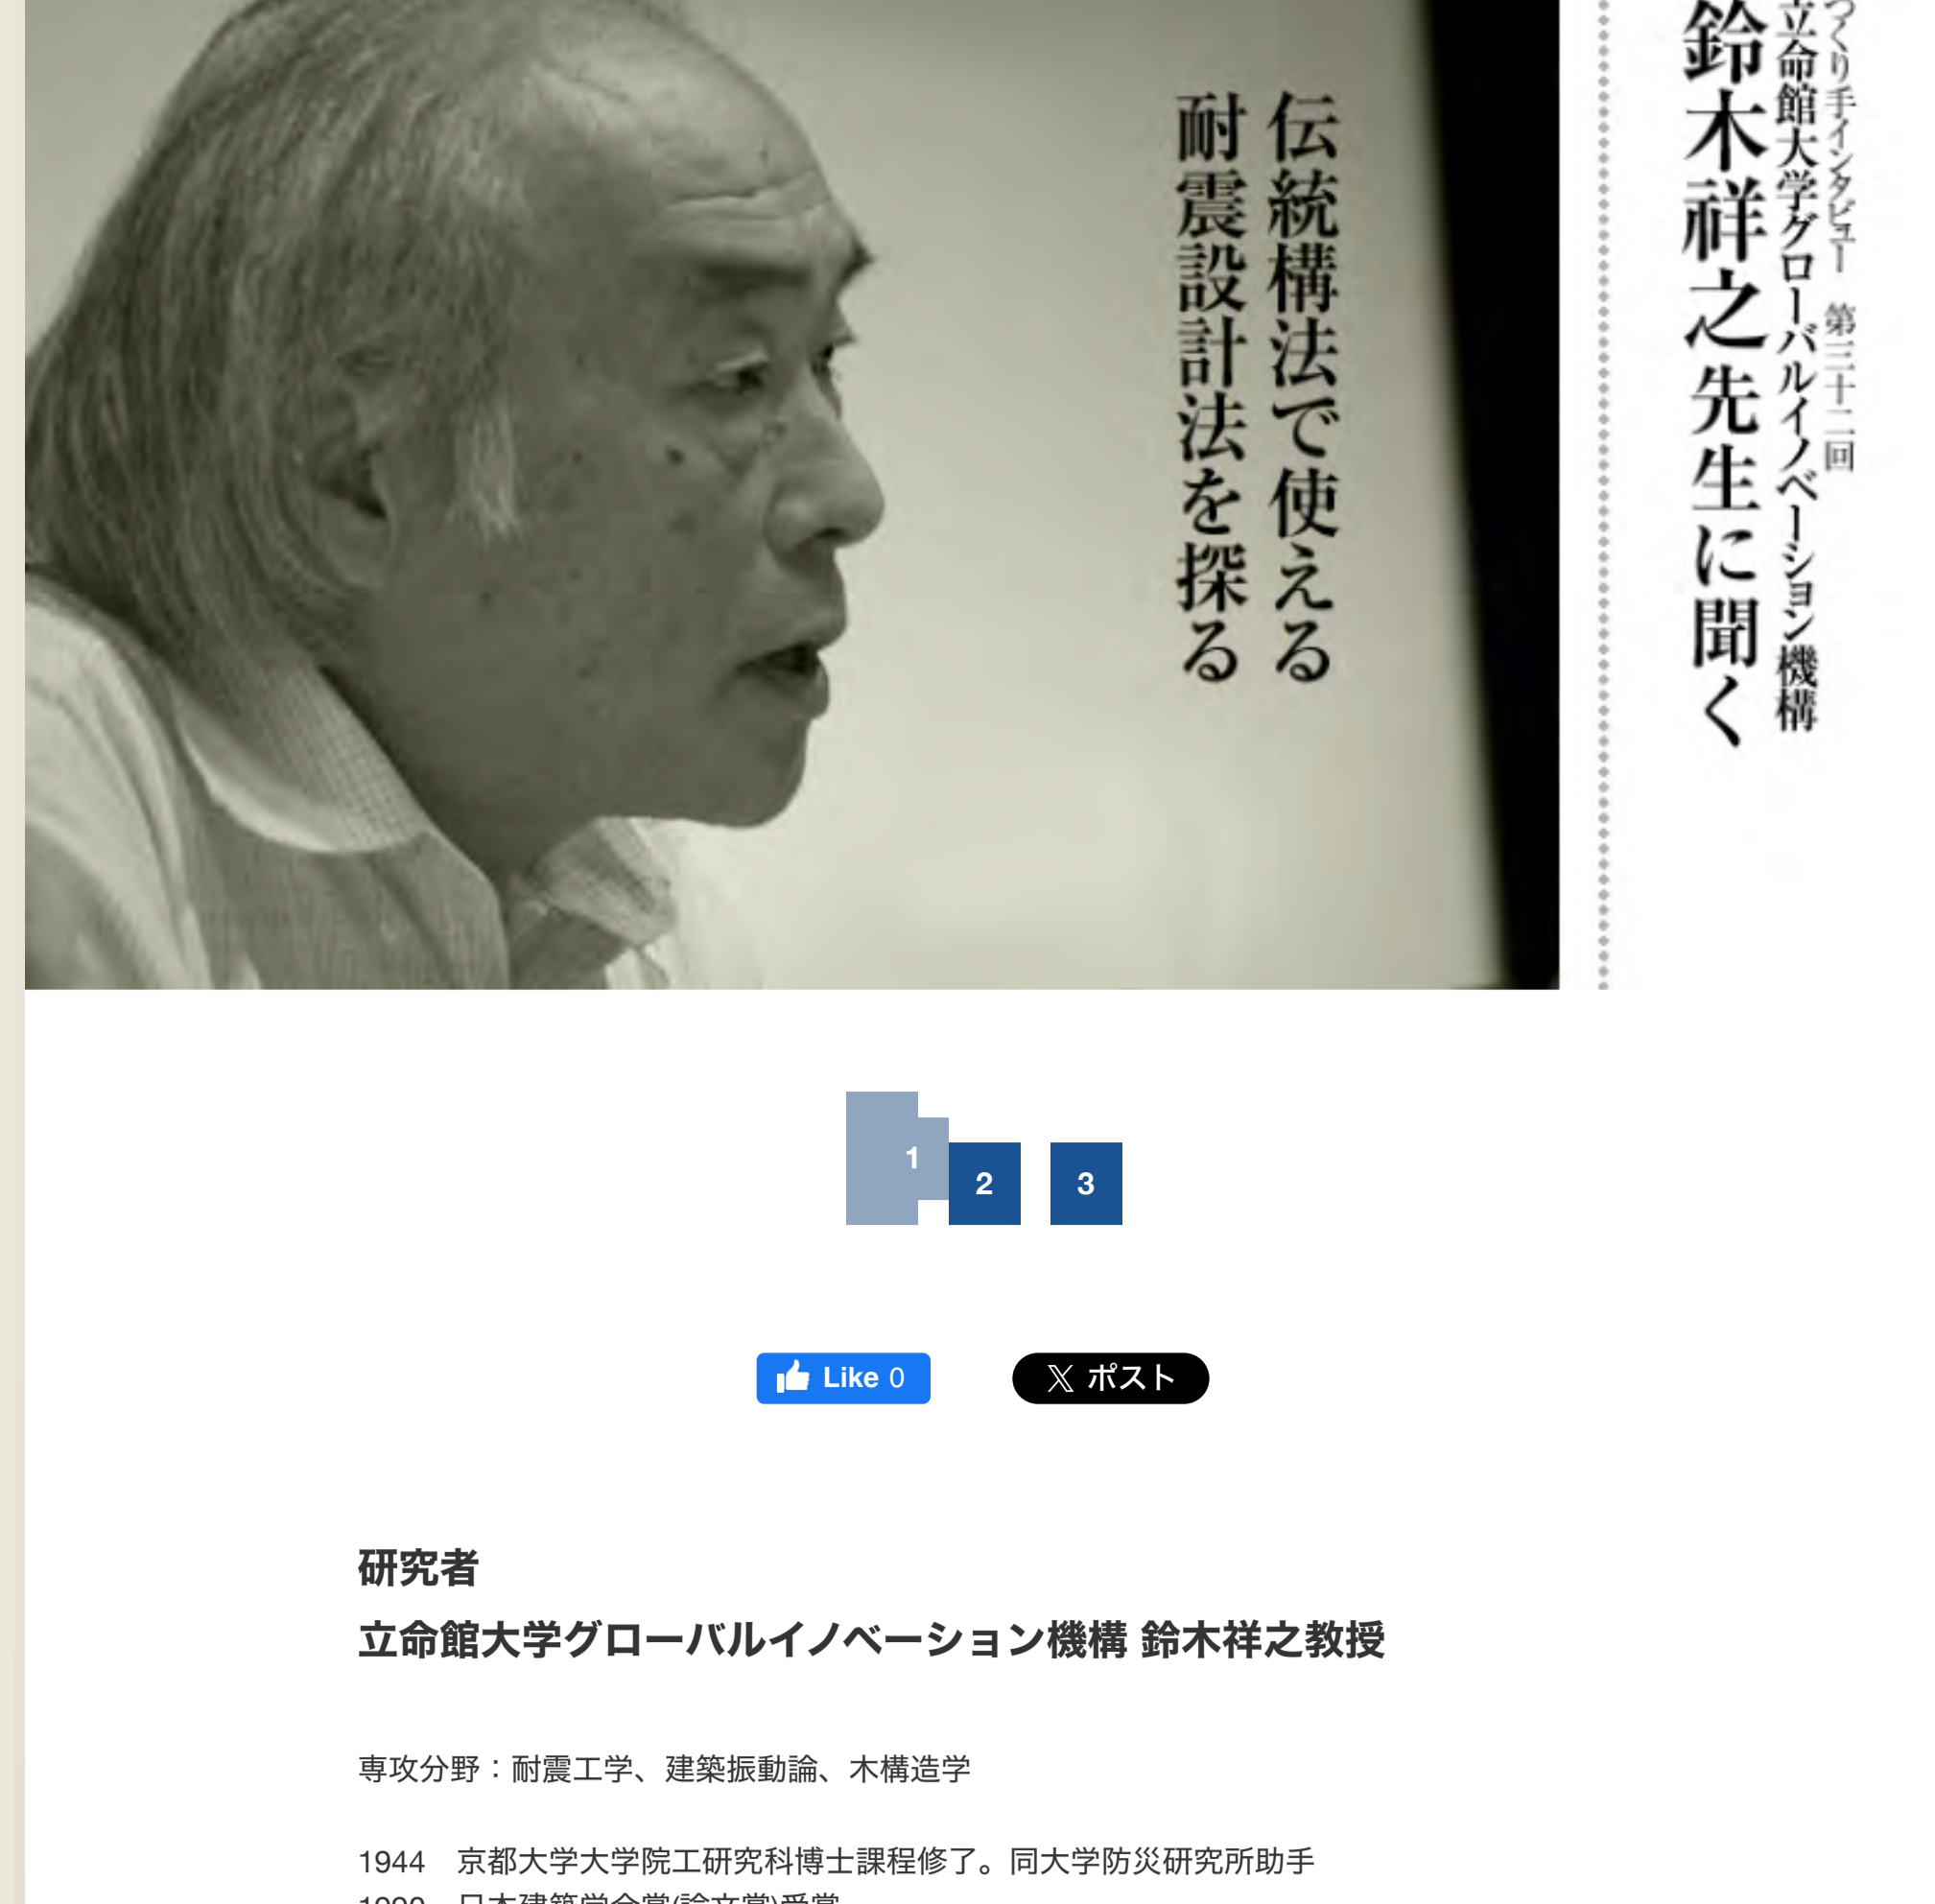 つくり手インタビュー 第三十二回
立命館大学グローバルイノベーション機構
鈴木祥之先生に聞く
伝統構法で使える
耐震設計法を探る
1
2
3
Like 0
ポスト
研究者
立命館大学グローバルイノベーション機構 鈴木祥之教授
専攻分野：耐震工学、建築振動論、木構造学
1944 京都大学大学院工研究科博士課程修了。同大学防災研究所助手